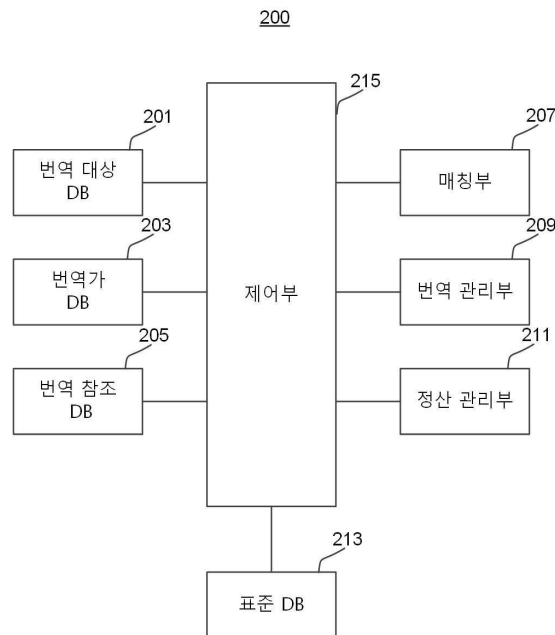 200
215
201
번역 대상
DB
207
매칭부
203
번역가
DB
209
번역 관리부
제어부
205
번역 참조
DB
211
정산 관리부
213
표준 DB